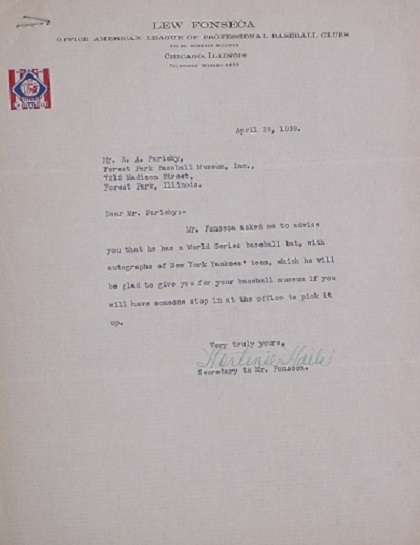 LEW FONSECA
OFFICE AMERICAN LEAGUE OF PROFESSIONAL BASEBALL CLUBS
CHICAGO, ILLINOIS
TELEPHONE
April 28, 1939.
Mr. E. A. Parichy,
Forest Park Baseball Museum, Inc.,
7212 Madison Street,
Forest Park, Illinois.
Dear Mr. Parichy:-
Mr. Fonseca asked me to advise
you that he has a World Series baseball bat, with
autographs of New York Yankees' team, which he will
be glad to give you for your baseball museum if you
will have someone stop in at the office to pick it
up.
Very truly yours,
Secretary to Mr. Fonseca.